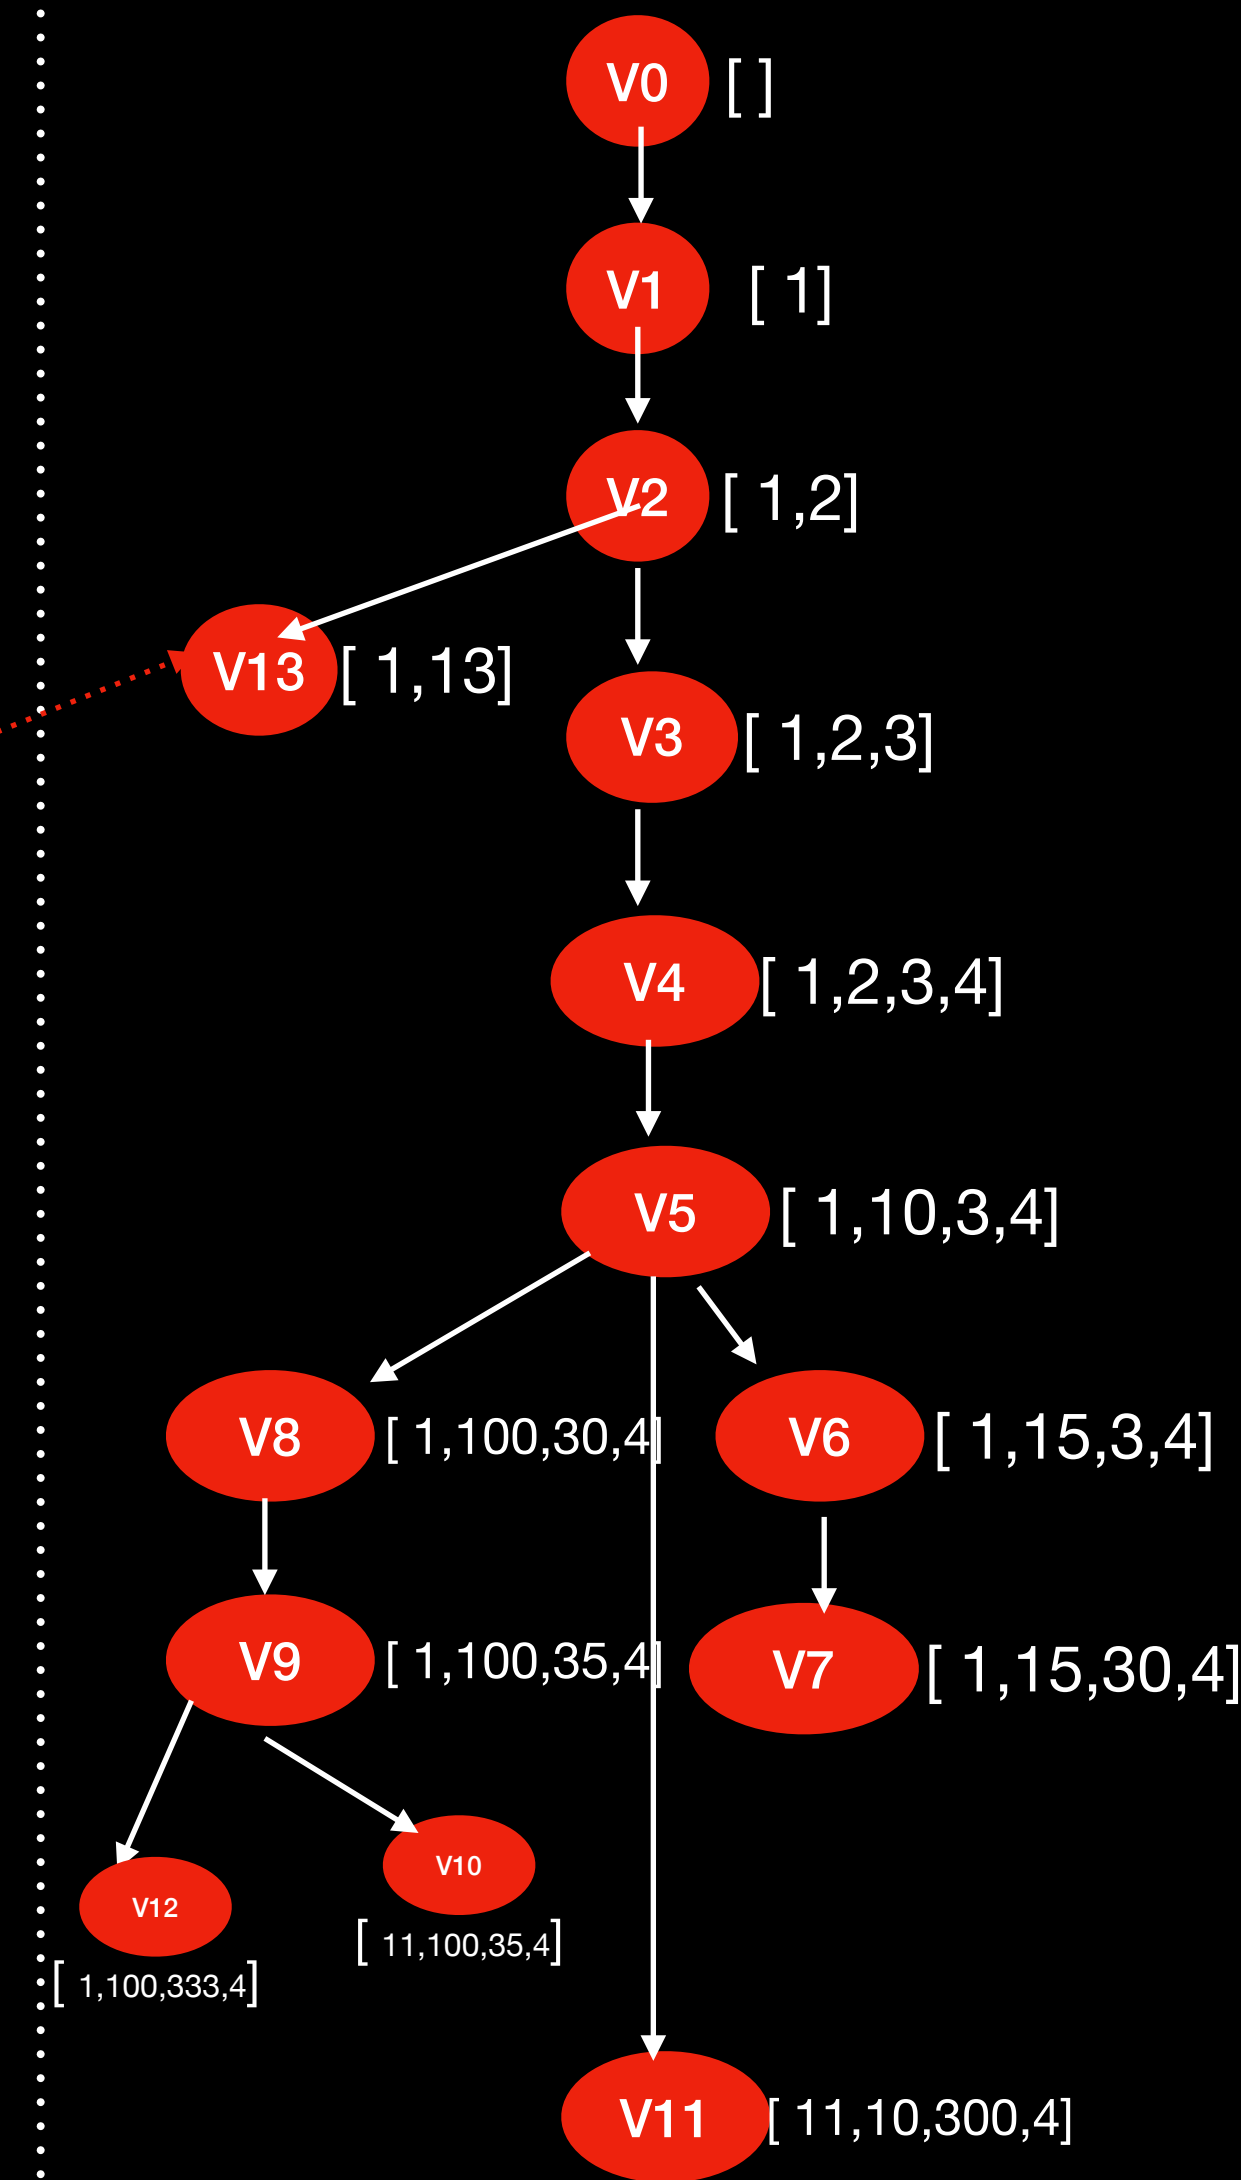 V0 [ ]
V1 [ 1]
V2 [ 1,2]
V13 [ 1,13]
V3 [ 1,2,3]
V4 [ 1,2,3,4]
V5 [ 1,10,3,4]
V8 [ 1,100,30,4] V6 [ 1,15,3,4]
V9 [ 1,100,35,4] V7 [ 1,15,30,4]
V10
V12
[ 11,100,35,4]
[ 1,100,333,4]
V11 [ 11,10,300,4]